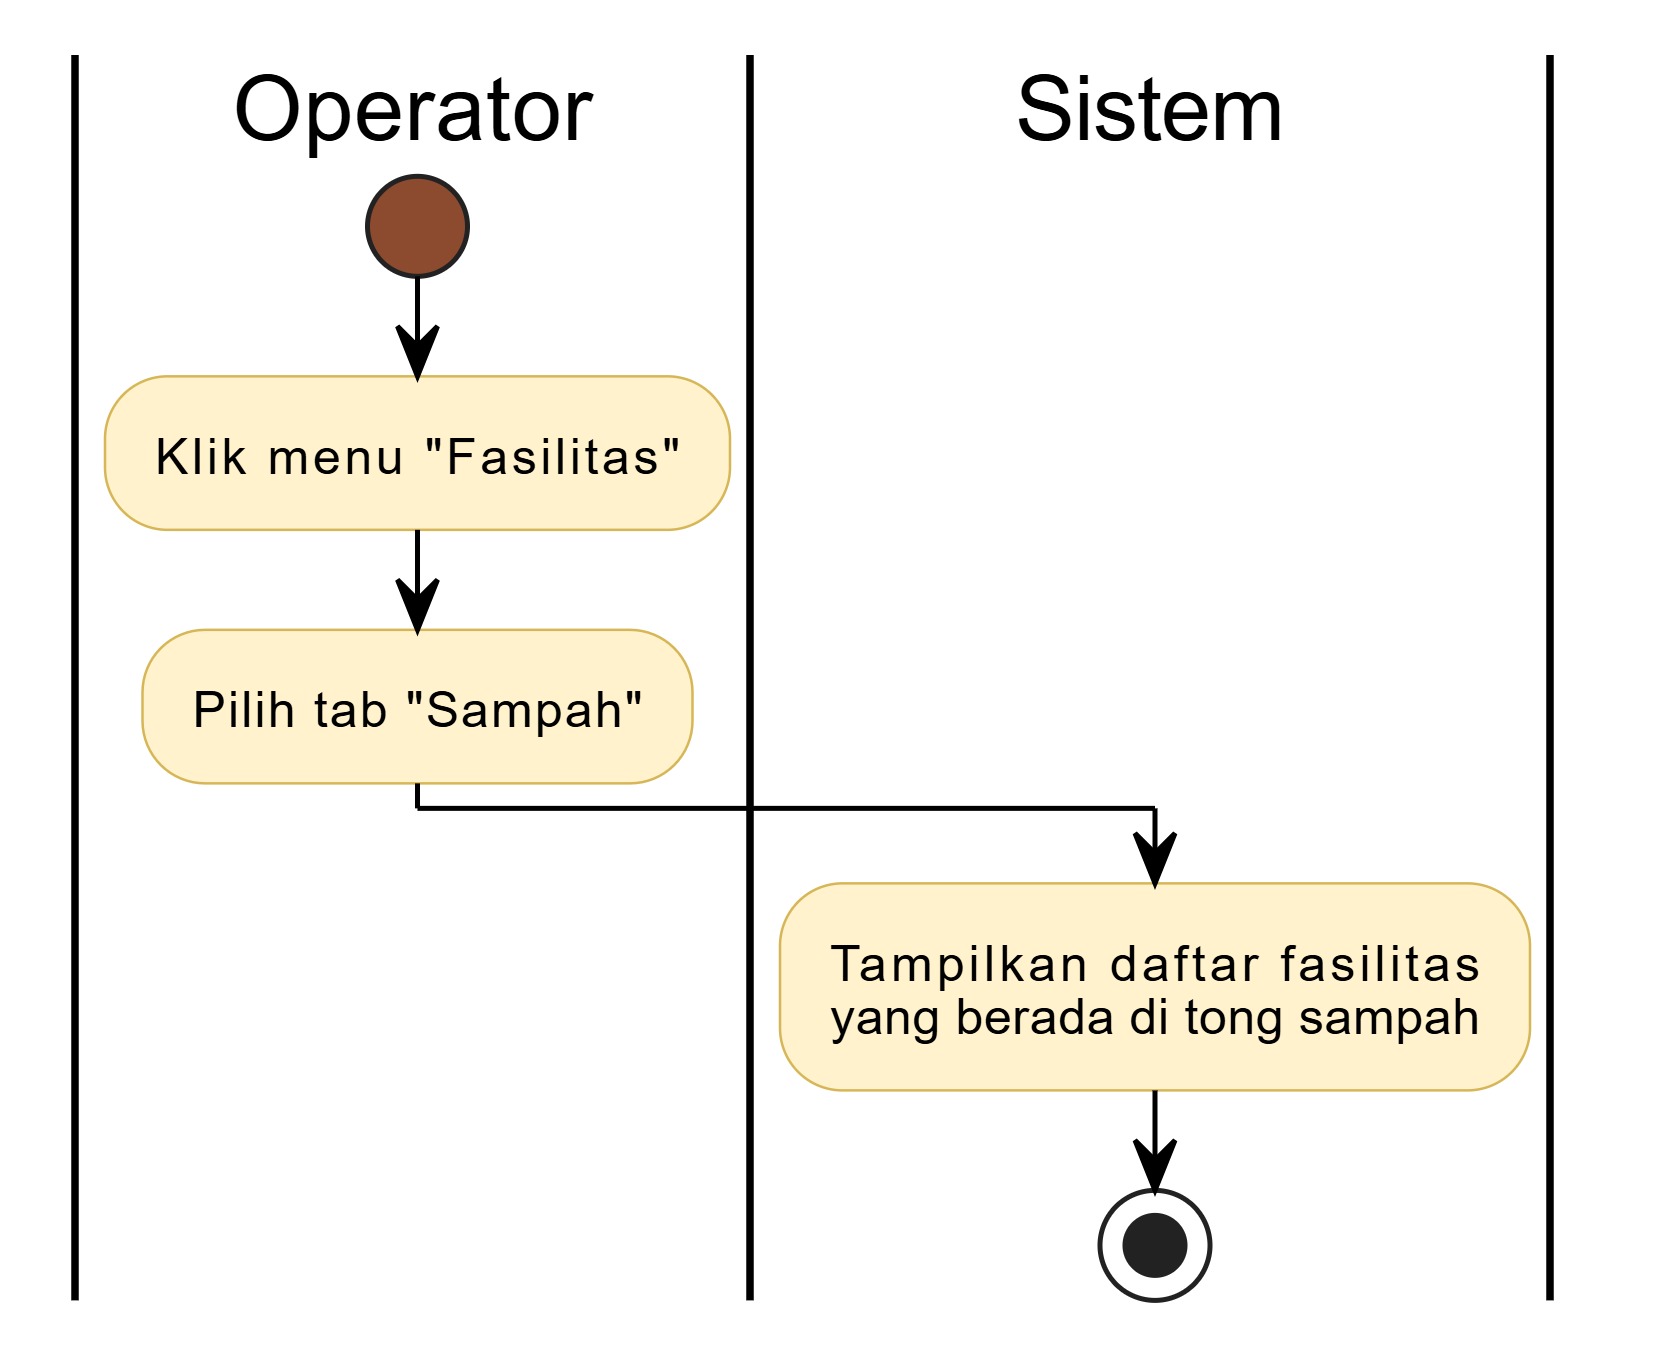 Operator
Sistem
Klik menu "Fasilitas"
Pilih tab "Sampah"
Tampilkan daftar fasilitas
yang berada di tong sampah